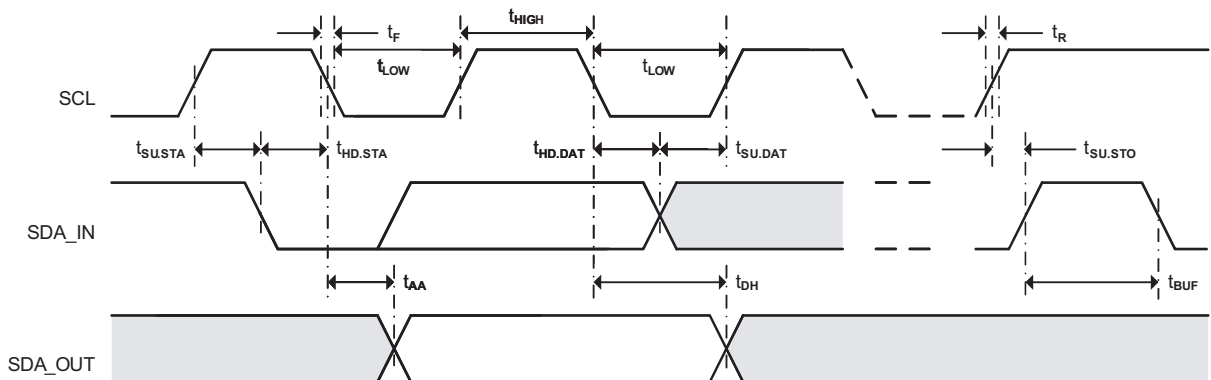 tHIGH
tF
tR
tLOW
tLOW
SCL
tSU.STA
tHD.STA
tHD.DAT
tSU.DAT
tSU.STO
SDA_IN
tAA
tDH
tBUF
SDA_OUT